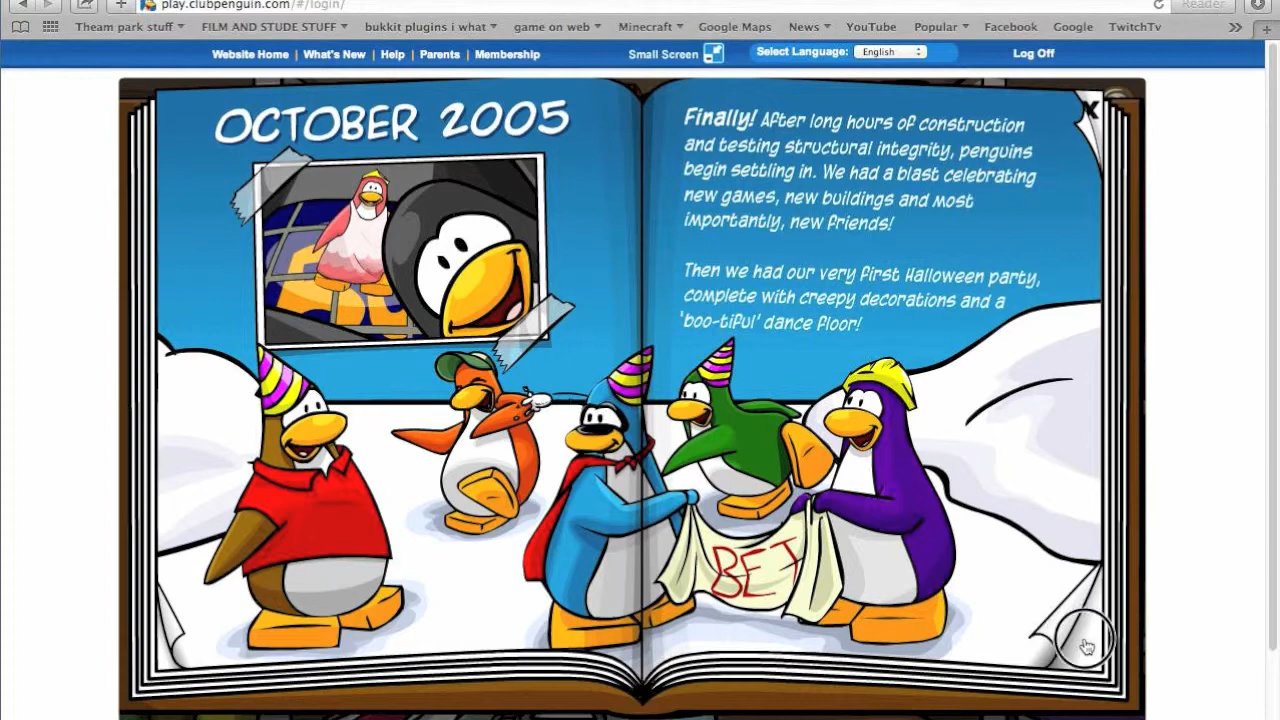 play.clubpenguin.com/#/login/
Reader
Theam park stuff
FILM AND STUDE STUFF
bukkit plugins i what
game on web
Minecraft
Google Maps
News
YouTube
Popular
Facebook
Google
TwitchTv
Website Home | What's New | Help | Parents | Membership
Small Screen
Select Language: English
Log Off
OCTOBER 2005
Finally! After long hours of construction
and testing structural integrity, penguins
begin settling in. We had a blast celebrating
new games, new buildings and most
importantly, new friends!
Then we had our very first Halloween party,
complete with creepy decorations and a
'boo-tiful' dance floor!
BET
X